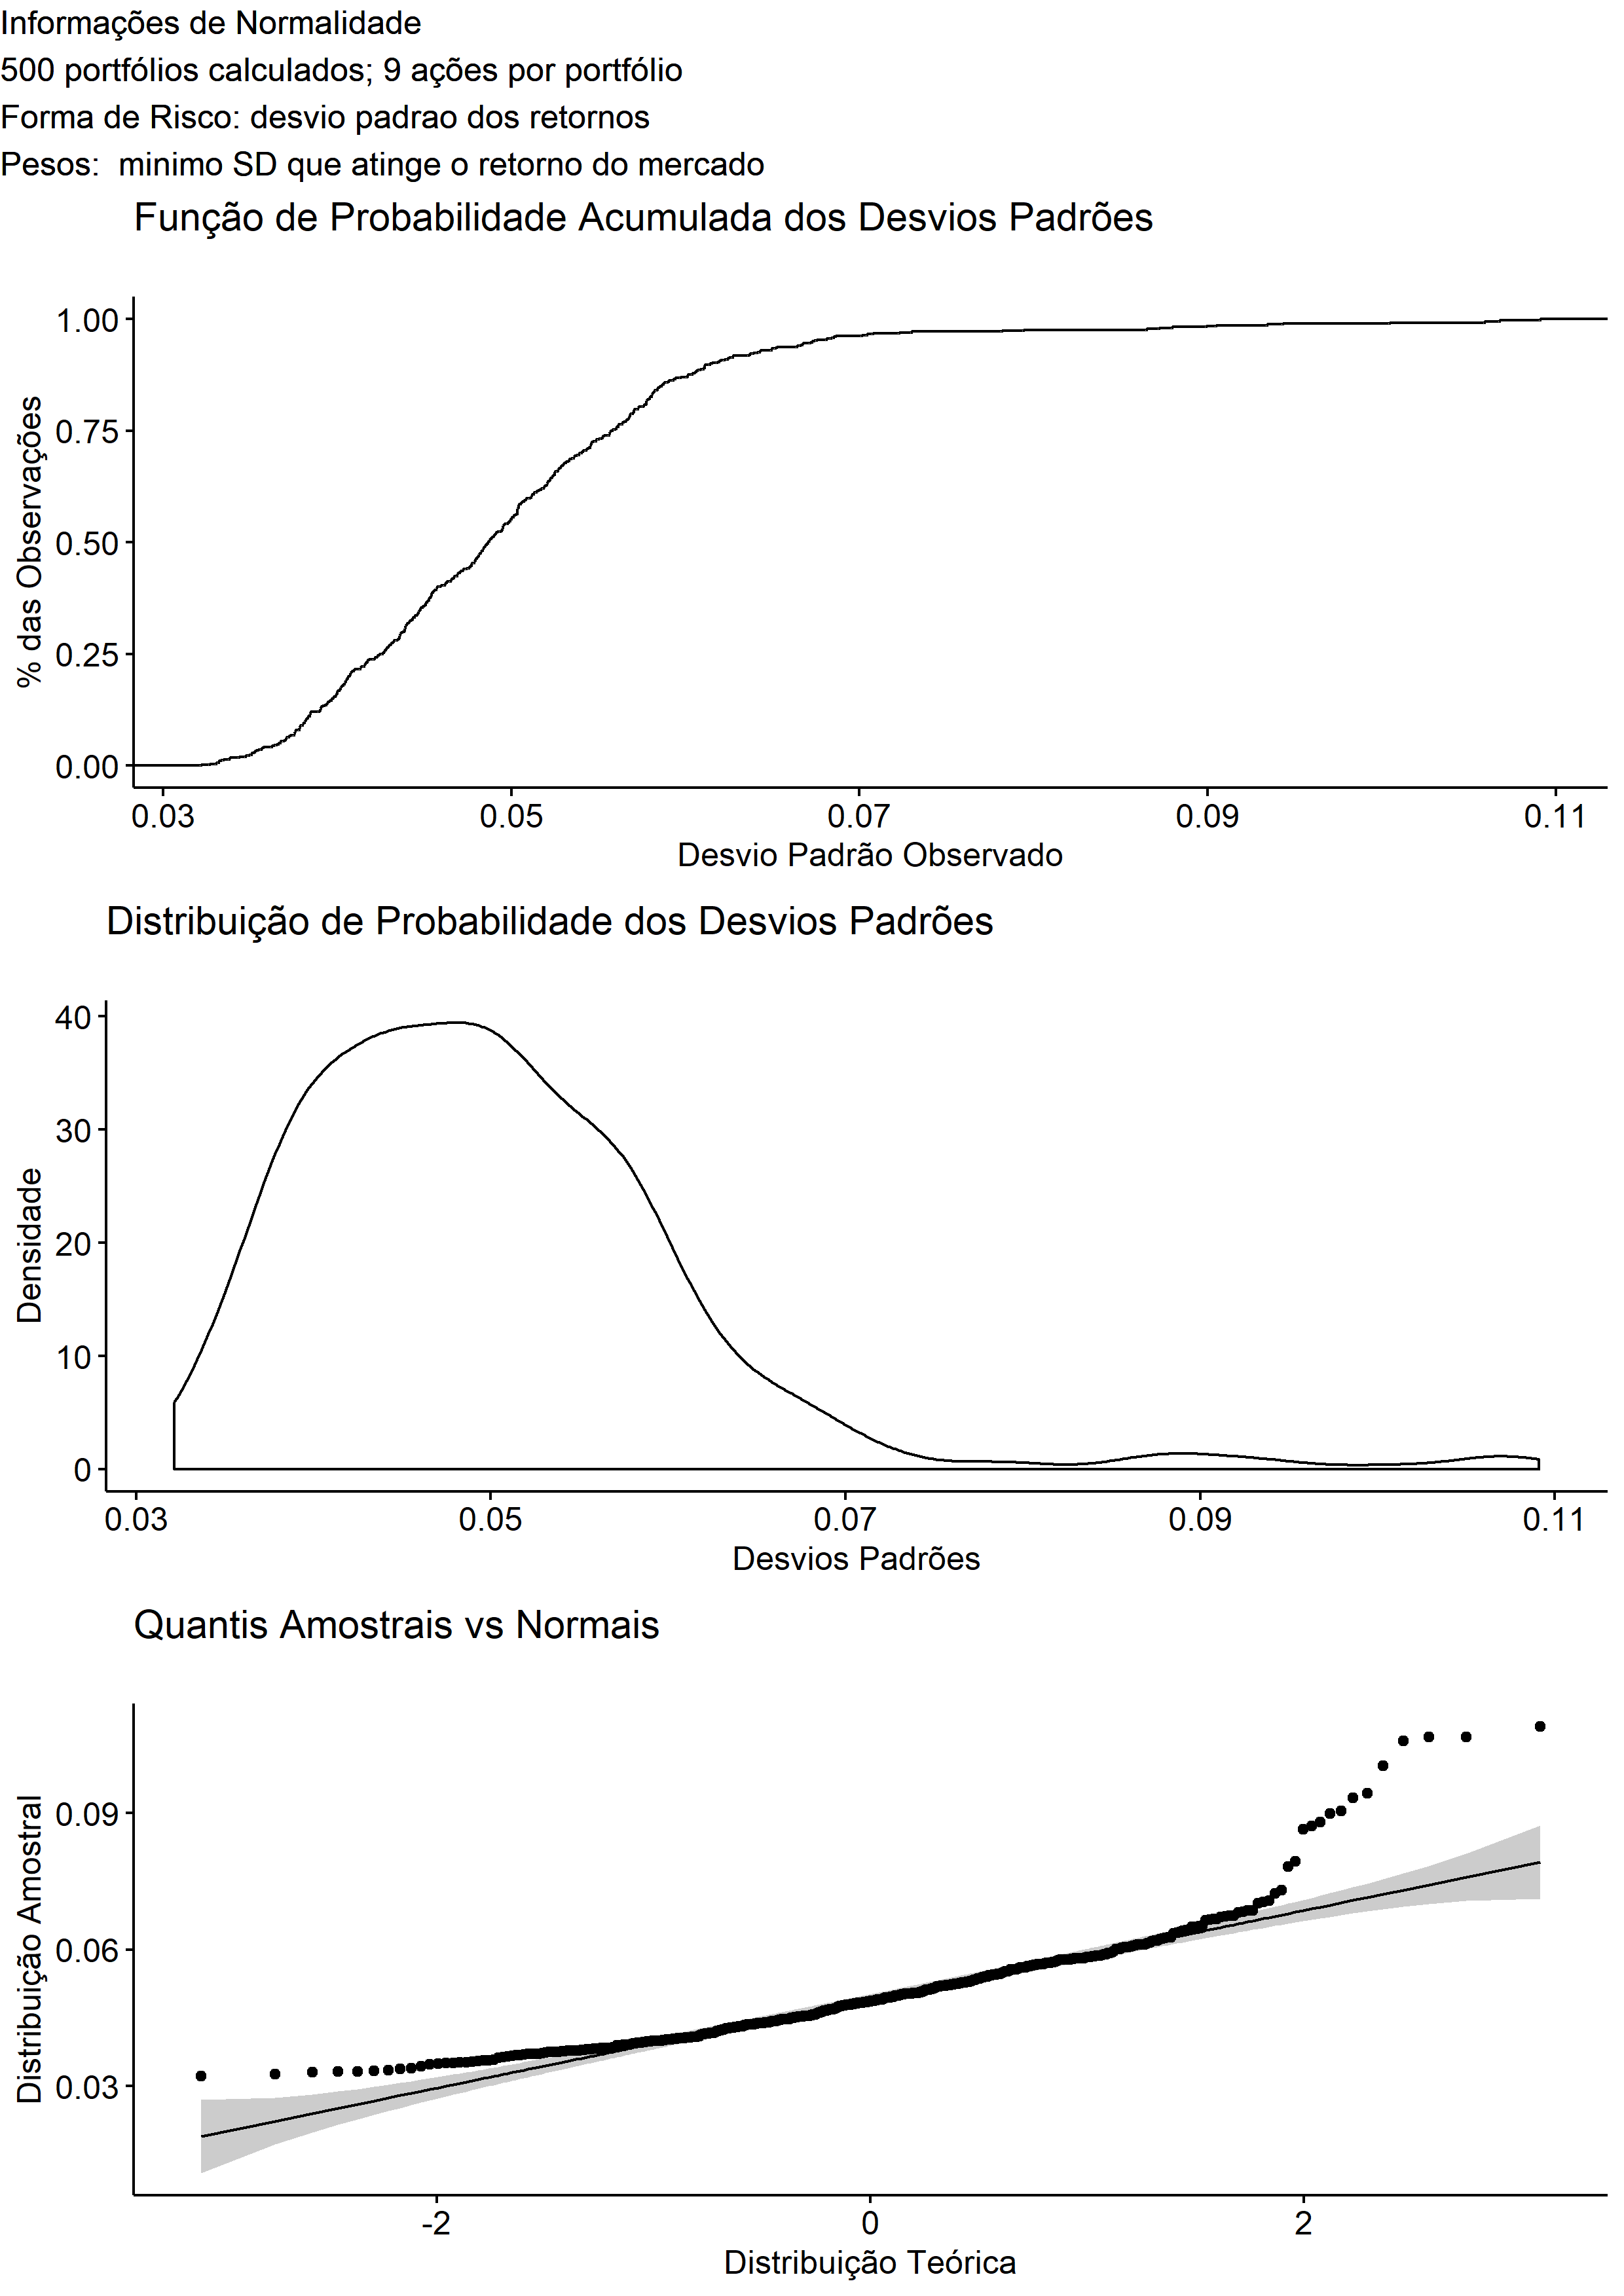 Informações de Normalidade
500 portfólios calculados; 9 ações por portfólio
Forma de Risco: desvio padrao dos retornos
Pesos:  minimo SD que atinge o retorno do mercado
Função de Probabilidade Acumulada dos Desvios Padrões
1.00
0.75
0.50
0.25
0.00
% das Observações
0.03 0.05 0.07 0.09 0.11
Desvio Padrão Observado
Distribuição de Probabilidade dos Desvios Padrões
40
30
20
10
0
Densidade
0.03 0.05 0.07 0.09 0.11
Desvios Padrões
Quantis Amostrais vs Normais
0.09
0.06
0.03
Distribuição Amostral
-2 0 2
Distribuição Teórica